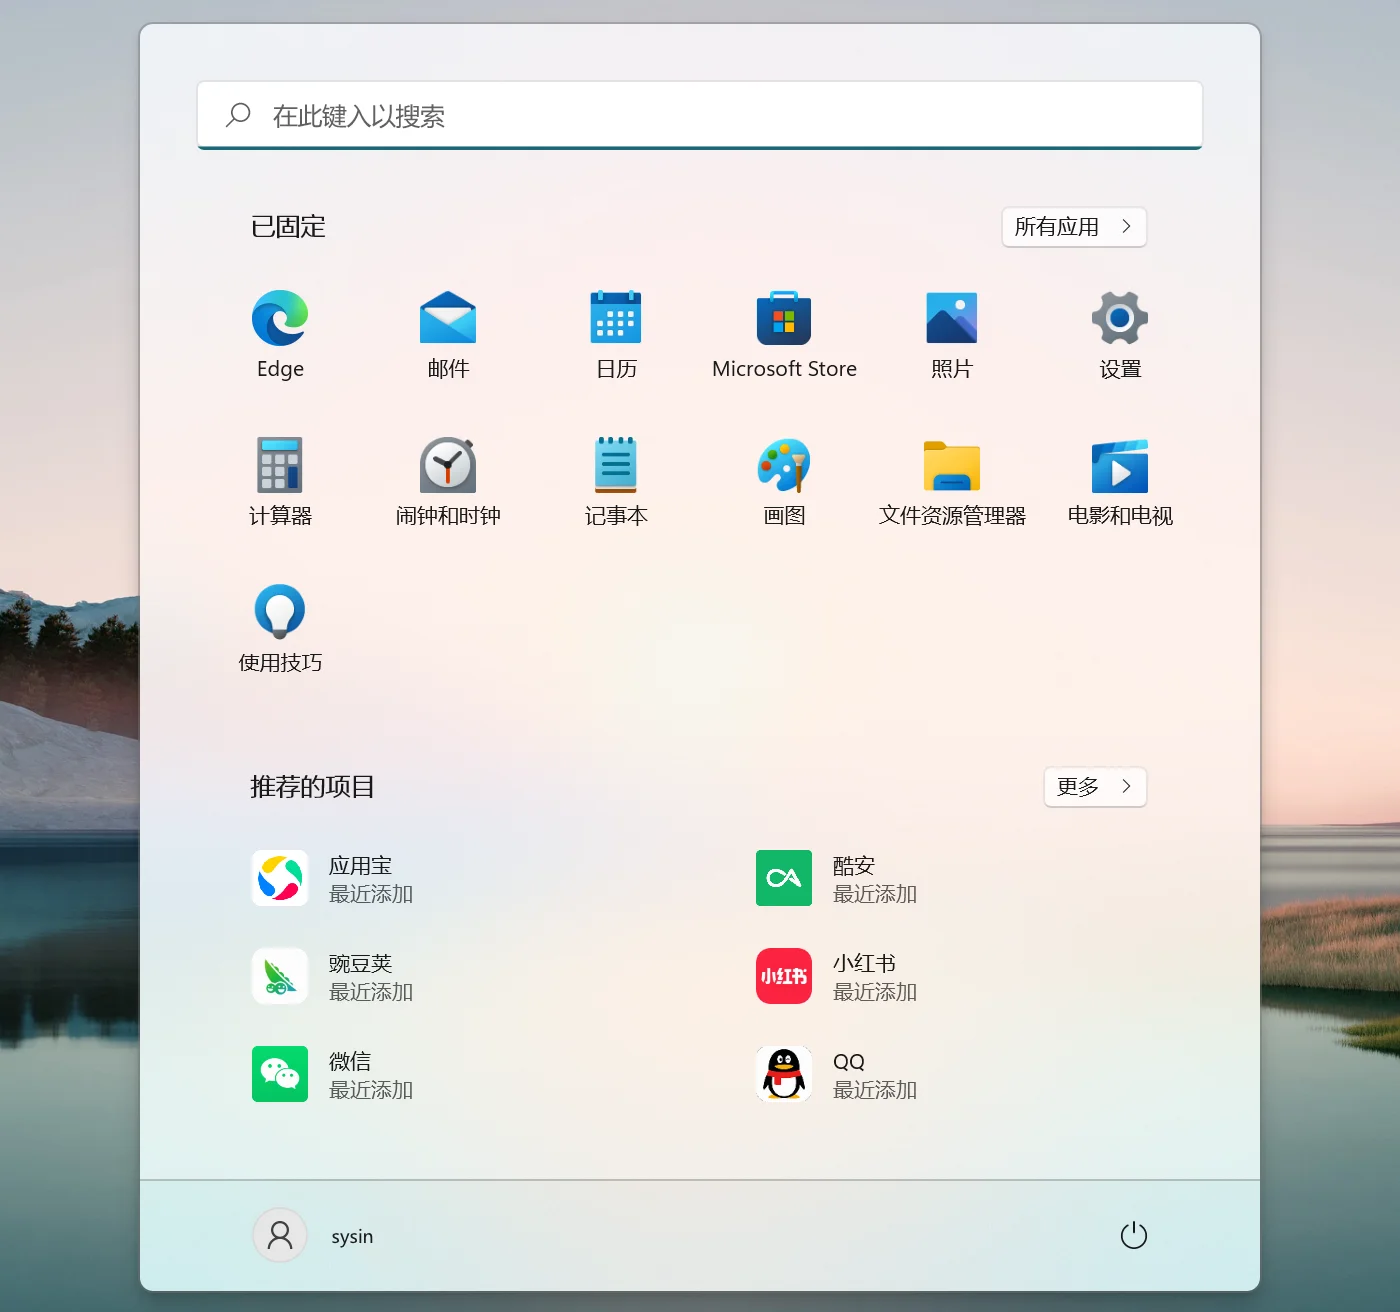 在此键入以搜索
已固定
所有应用
Edge
邮件
日历
Microsoft Store
照片
设置
计算器
闹钟和时钟
记事本
画图
文件资源管理器
电影和电视
使用技巧
推荐的项目
更多
应用宝
最近添加
酷安
最近添加
豌豆荚
最近添加
小红书
小红书
最近添加
微信
最近添加
QQ
最近添加
sysin